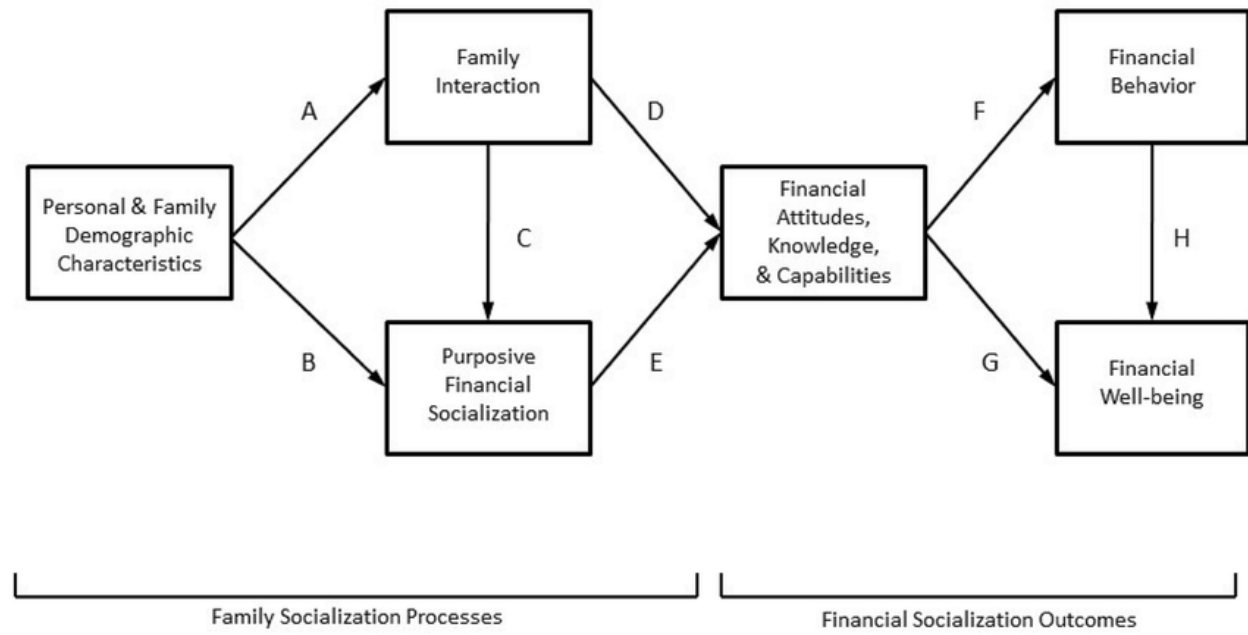 Family
Interaction
Financial
Behavior
A
D
F
Personal & Family
Demographic
Characteristics
C
Financial
Attitudes,
Knowledge,
& Capabilities
H
B
Purposive
Financial
Socialization
E
G
Financial
Well-being
Family Socialization Processes
Financial Socialization Outcomes